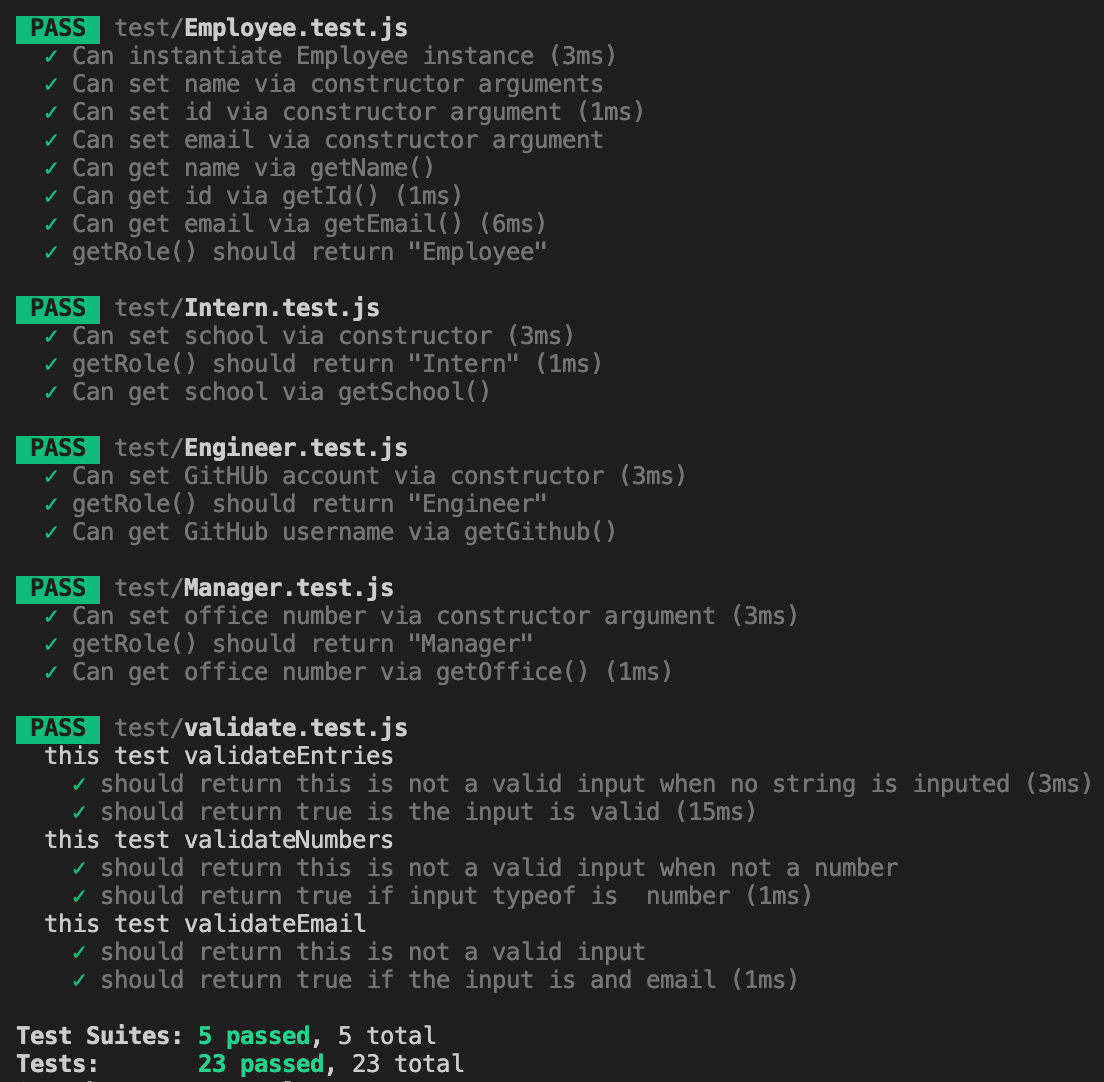 PASS test/Employee.test.js
✓ Can instantiate Employee instance (3ms)
✓ Can set name via constructor arguments
✓ Can set id via constructor argument (1ms)
✓ Can set email via constructor argument
✓ Can get name via getName()
✓ Can get id via getId() (1ms)
✓ Can get email via getEmail() (6ms)
✓ getRole() should return "Employee"
PASS test/Intern.test.js
✓ Can set school via constructor (3ms)
✓ getRole() should return "Intern" (1ms)
✓ Can get school via getSchool()
PASS test/Engineer.test.js
✓ Can set GitHUb account via constructor (3ms)
✓ getRole() should return "Engineer"
✓ Can get GitHub username via getGithub()
PASS test/Manager.test.js
✓ Can set office number via constructor argument (3ms)
✓ getRole() should return "Manager"
✓ Can get office number via getOffice() (1ms)
PASS test/validate.test.js
this test validateEntries
✓ should return this is not a valid input when no string is inputed (3ms)
✓ should return true is the input is valid (15ms)
this test validateNumbers
✓ should return this is not a valid input when not a number
✓ should return true if input typeof is  number (1ms)
this test validateEmail
✓ should return this is not a valid input
✓ should return true if the input is and email (1ms)
Test Suites: 5 passed, 5 total
Tests: 23 passed, 23 total